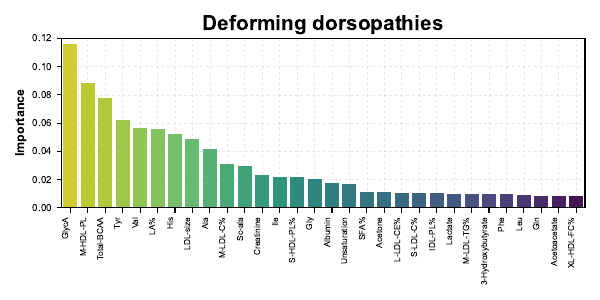 Deforming dorsopathies
Importance
0.12
0.10
0.08
0.06
0.04
0.02
0.00
GlycA
M-HDL-PL
Total-BCAA
Tyr
Val
LA%
His
LDL-size
Ala
M-LDL-C%
Sc-ala
Creatinine
Ile
S-HDL-PL%
Gly
Albumin
Unsaturation
SFA%
Acetone
L-LDL-CE%
S-LDL-C%
IDL-PL%
Lactate
M-LDL-TG%
3-Hydroxybutyrate
Phe
Leu
Gln
Acetoacetate
XL-HDL-FC%